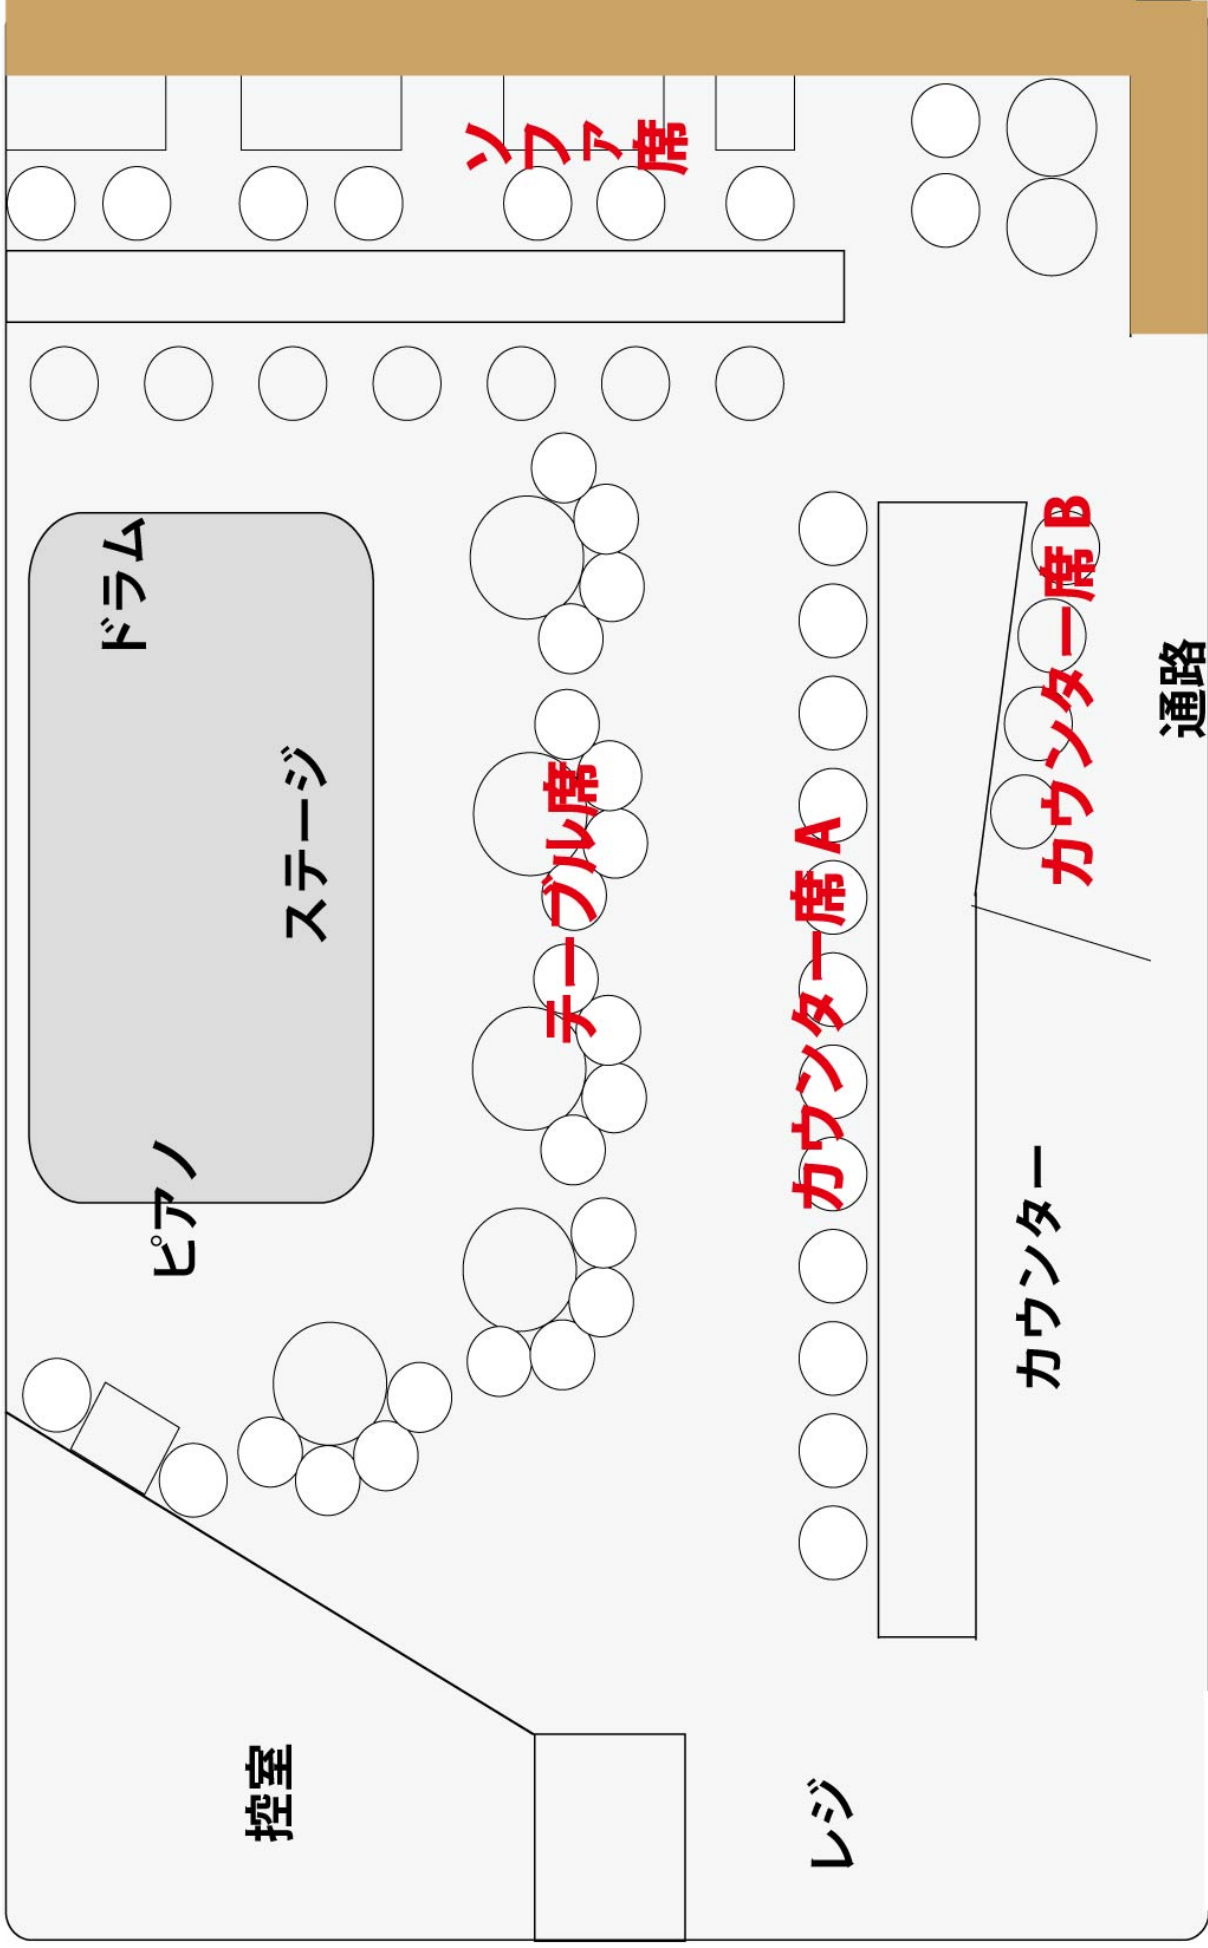 ソファ席
ドラム
ステージ
ピアノ
テーブル席
カウンター席 A
カウンター席 B
通路
カウンター
控室
レジ